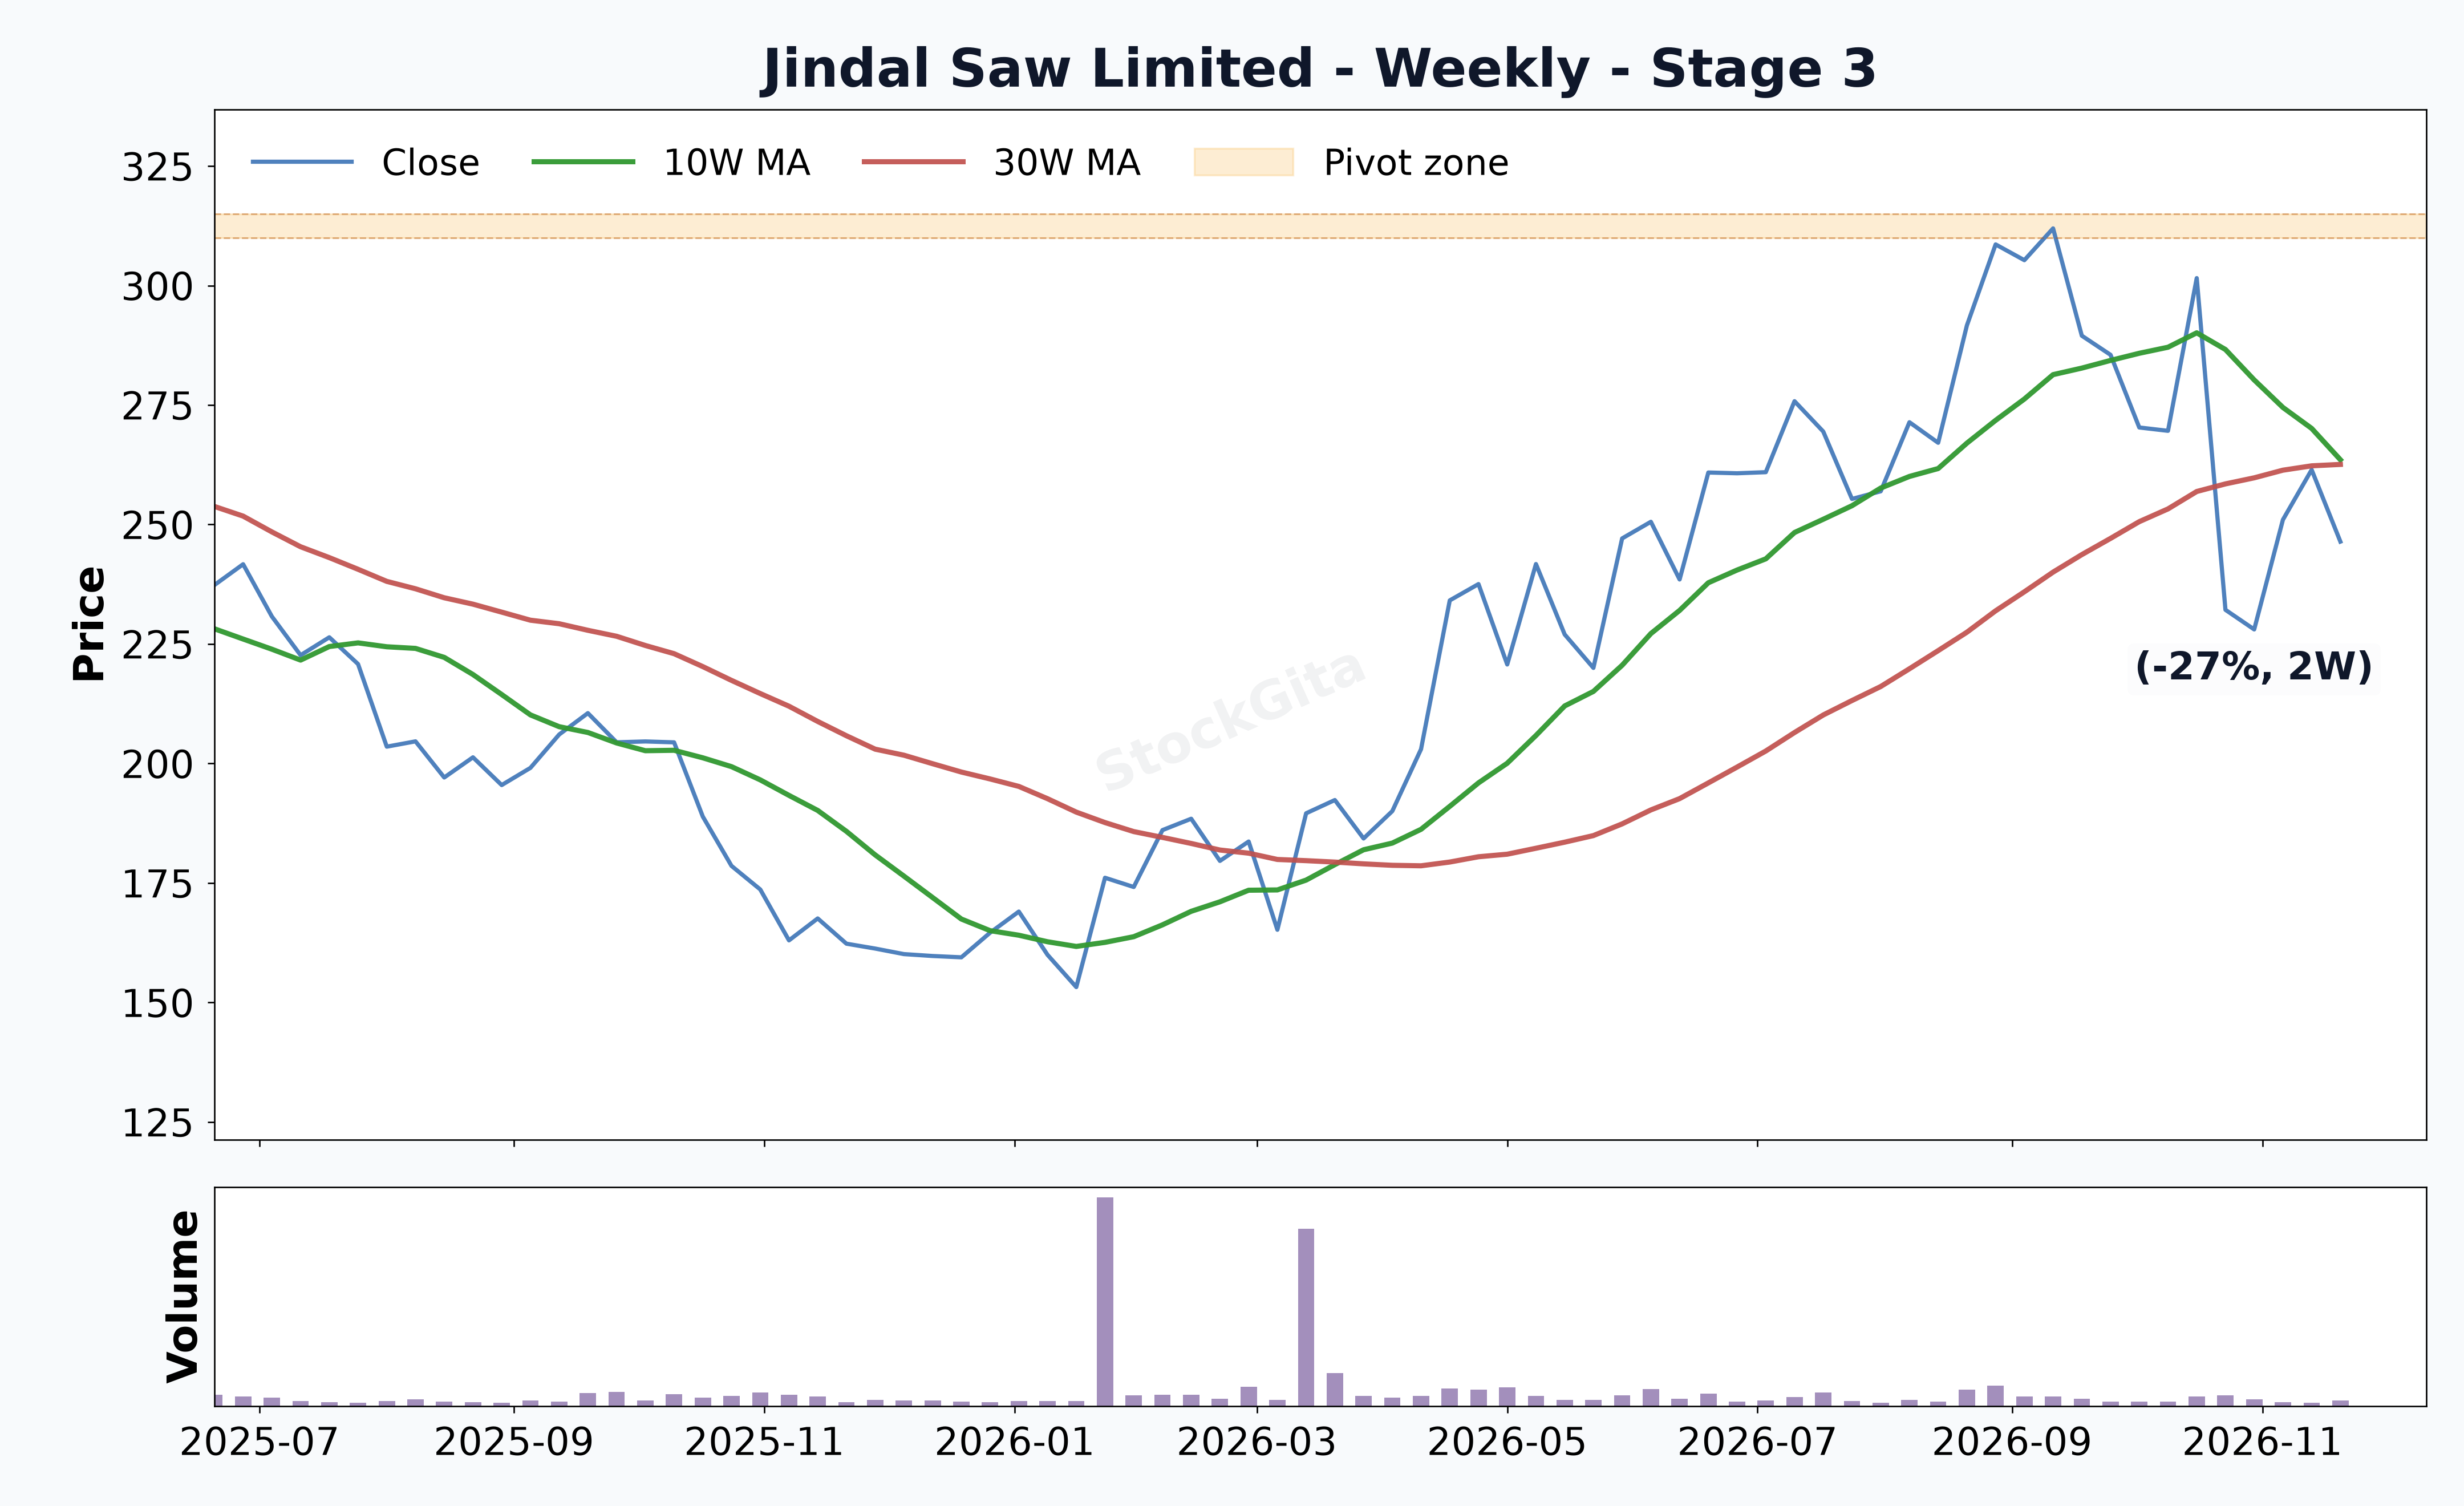 Jindal Saw Limited - Weekly - Stage 3
Close 10W MA 30W MA Pivot zone
325
300
275
250
225
200
175
150
125
Price
(-27%, 2W)
StockGita
Volume
2025-07 2025-09 2025-11 2026-01 2026-03 2026-05 2026-07 2026-09 2026-11